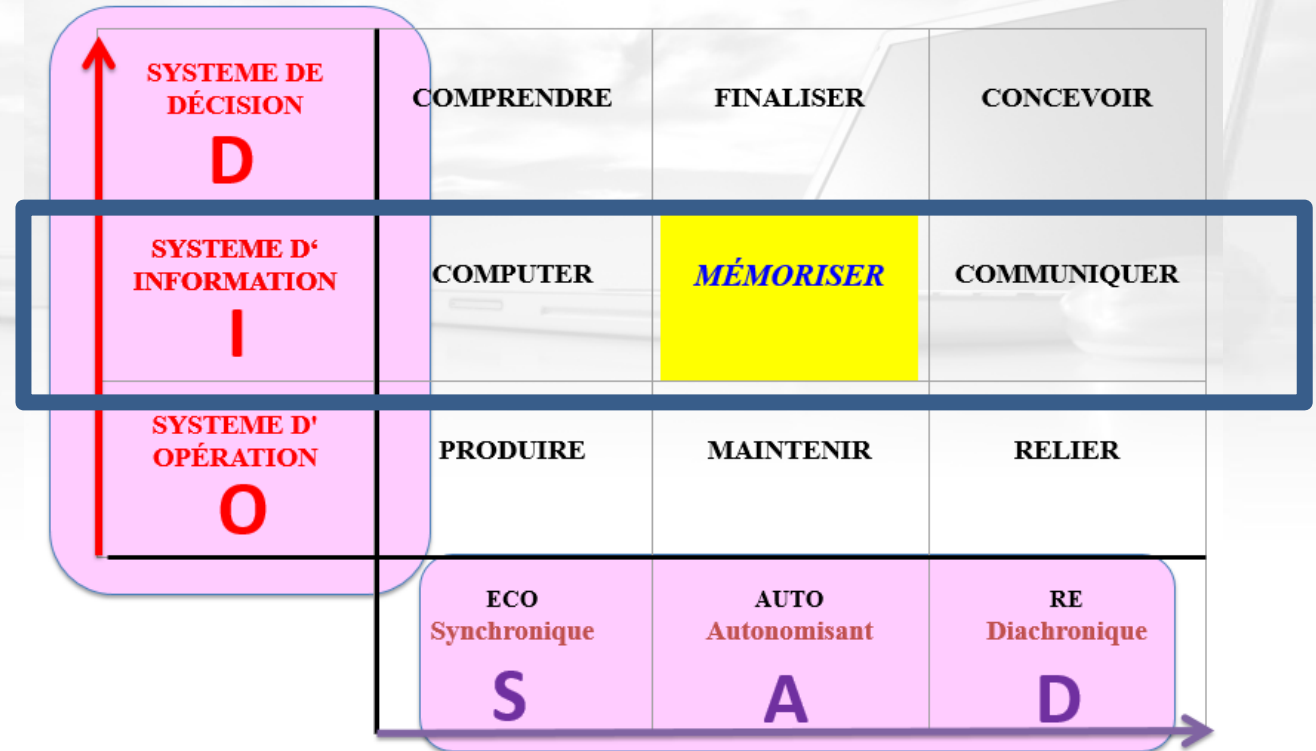 SYSTEME DE
DÉCISION
D
COMPRENDRE
FINALISER
CONCEVOIR
SYSTEME D‘
INFORMATION
I
COMPUTER
MÉMORISER
COMMUNIQUER
SYSTEME D'
OPÉRATION
O
PRODUIRE
MAINTENIR
RELIER
ECO
Synchronique
S
AUTO
Autonomisant
A
RE
Diachronique
D